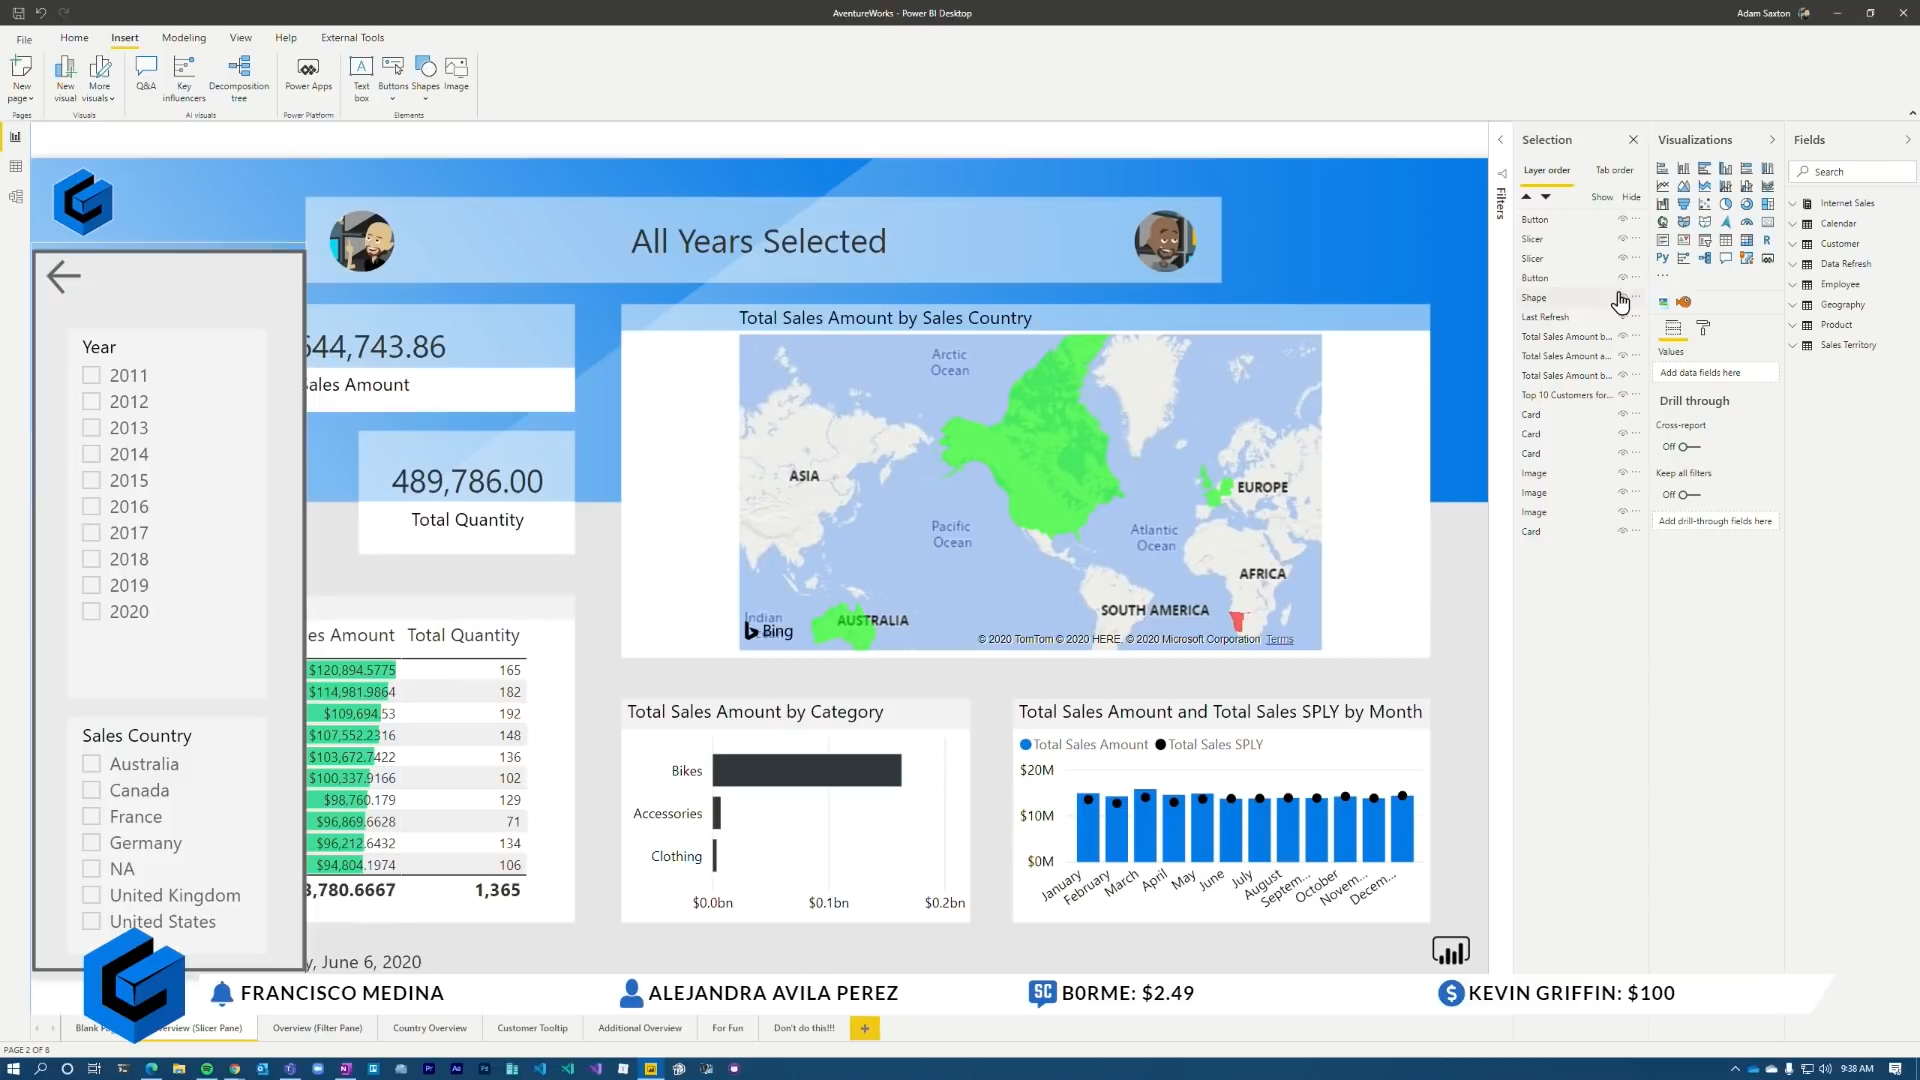 AventureWorks - Power BI Desktop
Adam Saxton
File
Home
Insert
Modeling
View
Help
External Tools
New page
New visual
More visuals
Q&A
Key influencers
Decomposition tree
Power Apps
Text box
Buttons
Shapes
Image
Pages
Visuals
AI visuals
Power Platform
Elements
All Years Selected
Year
2011
2012
2013
2014
2015
2016
2017
2018
2019
2020
Sales Country
Australia
Canada
France
Germany
NA
United Kingdom
United States
644,743.86
ales Amount
489,786.00
Total Quantity
es Amount Total Quantity
$120,894.5775 165
$114,981.9864 182
$109,694.53 192
$107,552.2316 148
$103,672.7422 136
$100,337.9166 102
$98,760.179 129
$96,869.6628 71
$96,212.6432 134
$94,804.1974 106
3,780.6667 1,365
y, June 6, 2020
Total Sales Amount by Sales Country
Arctic Ocean
ASIA
EUROPE
Pacific Ocean
Atlantic Ocean
AFRICA
SOUTH AMERICA
Indian Ocean
AUSTRALIA
Bing
© 2020 TomTom © 2020 HERE, © 2020 Microsoft Corporation Terms
Total Sales Amount by Category
Bikes
Accessories
Clothing
$0.0bn $0.1bn $0.2bn
Total Sales Amount and Total Sales SPLY by Month
Total Sales Amount Total Sales SPLY
$20M
$10M
$0M
January February March April May June July August Septem... October Novem... Decem...
Filters
Selection
Layer order
Tab order
Show
Hide
Button
Slicer
Slicer
Button
Shape
Last Refresh
Total Sales Amount b...
Total Sales Amount a...
Total Sales Amount b...
Top 10 Customers for...
Card
Card
Card
Image
Image
Image
Card
Visualizations
R
Py
Values
Add data fields here
Drill through
Cross-report
Off
Keep all filters
Off
Add drill-through fields here
Fields
Search
Internet Sales
Calendar
Customer
Data Refresh
Employee
Geography
Product
Sales Territory
FRANCISCO MEDINA
ALEJANDRA AVILA PEREZ
SC
B0RME: $2.49
$
KEVIN GRIFFIN: $100
Overview (Filter Pane)
Country Overview
Customer Tooltip
Additional Overview
For Fun
Don't do this!!!
PAGE 2 OF 8
9:38 AM